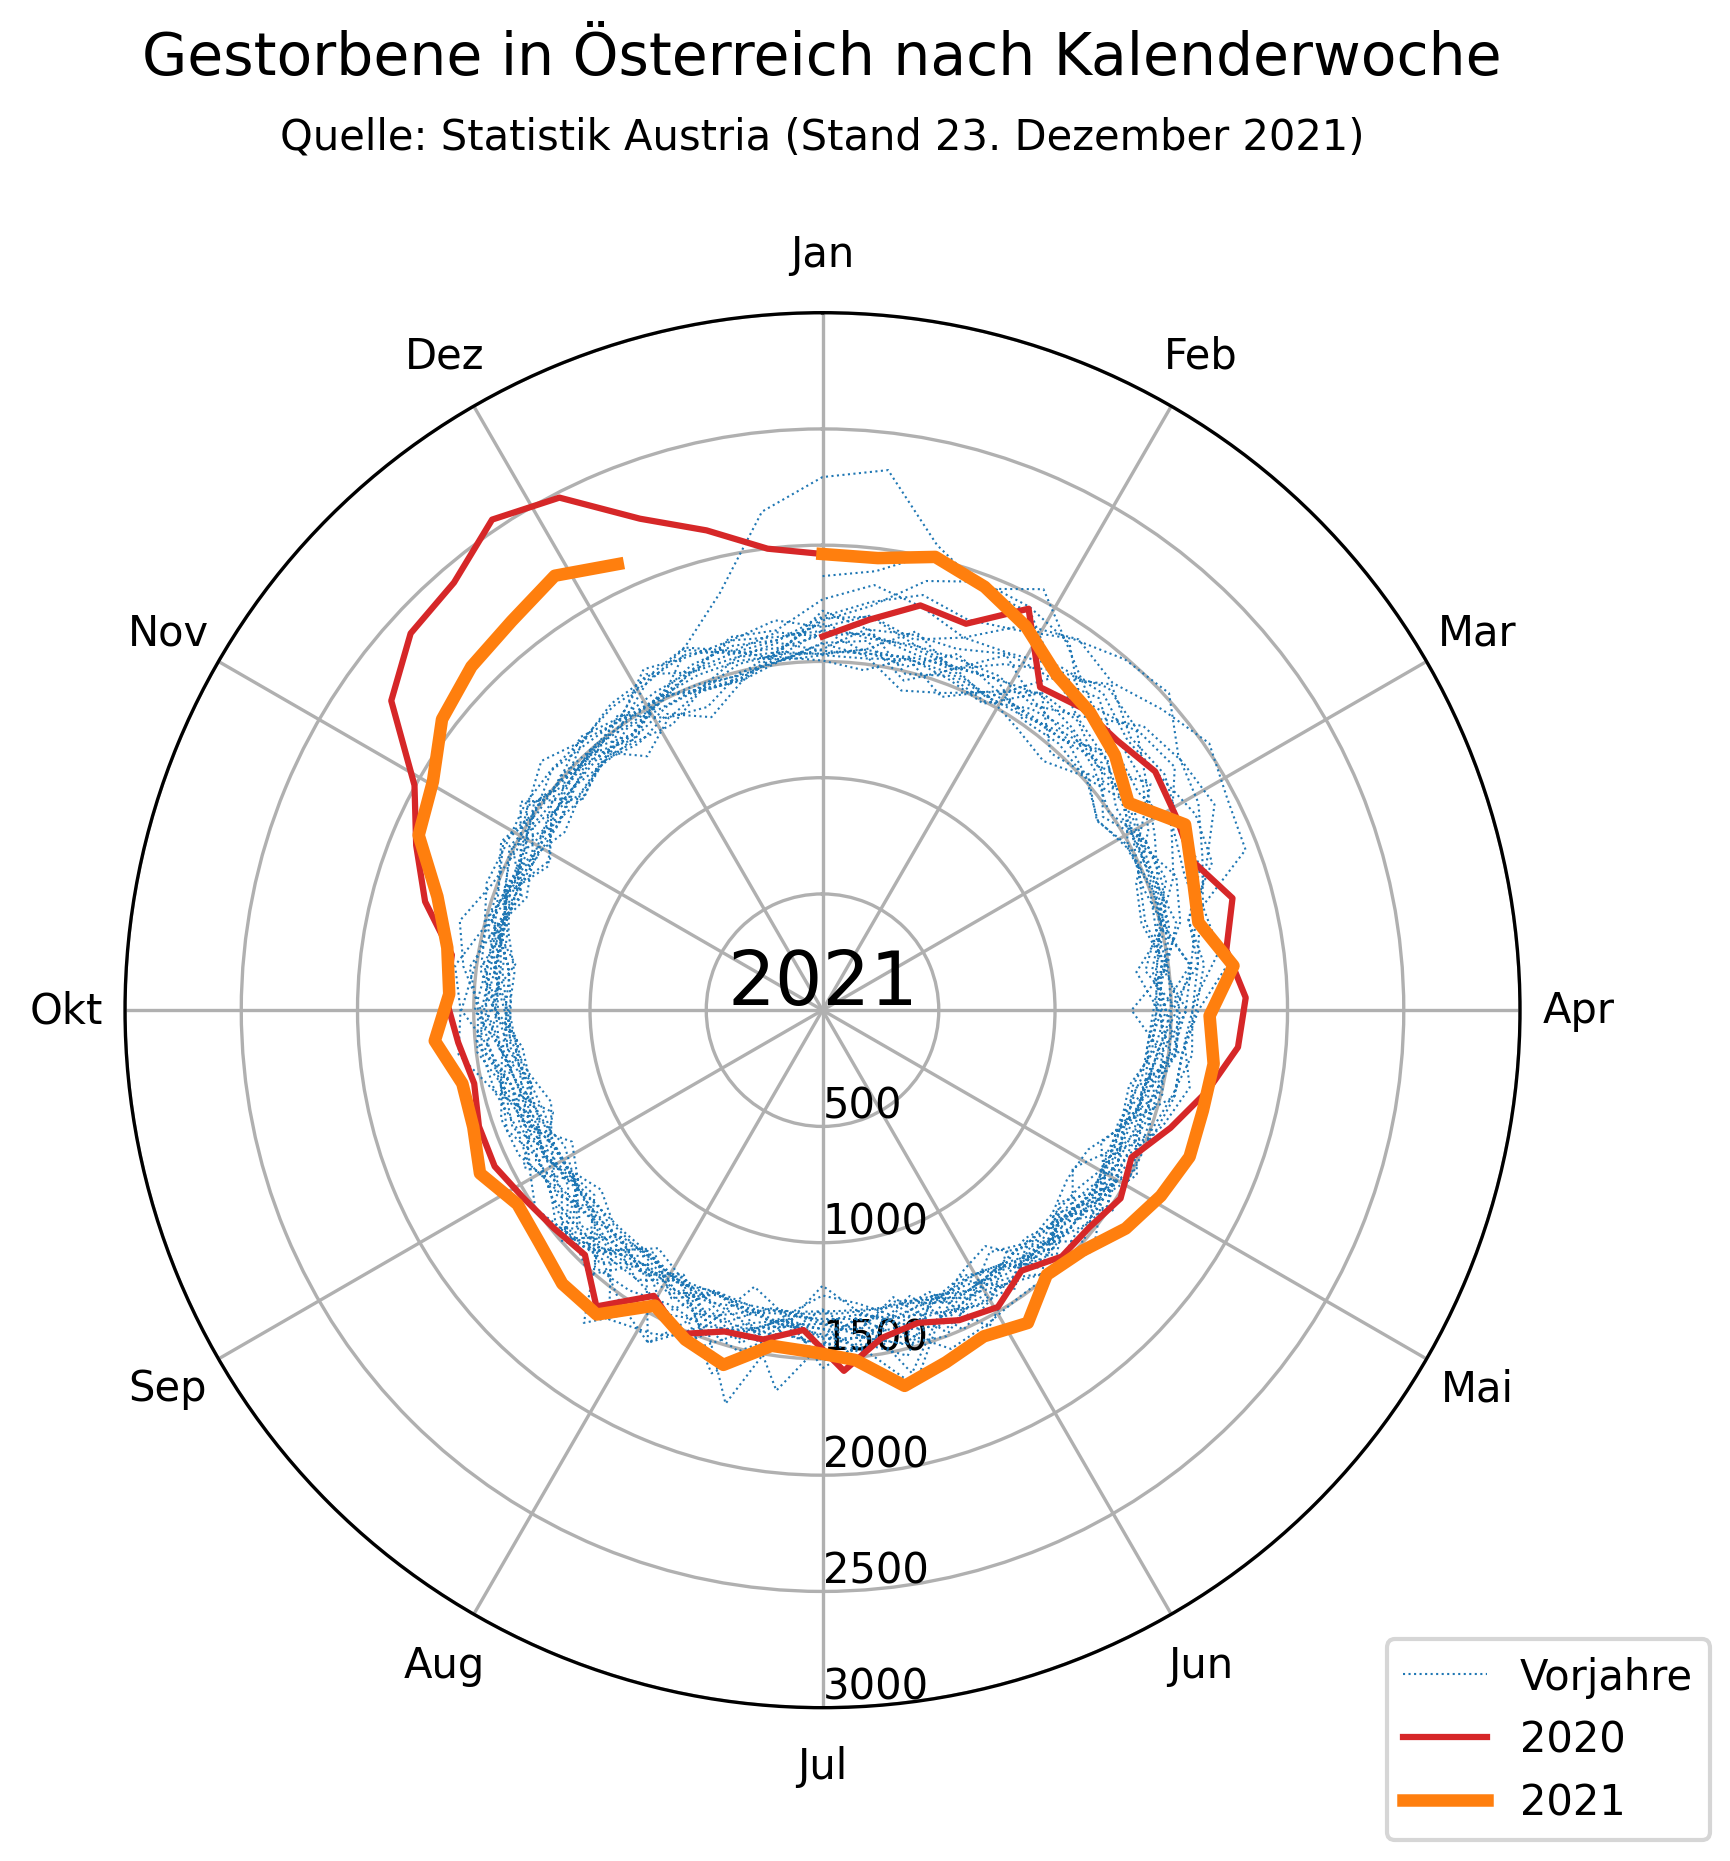 Gestorbene in Österreich nach Kalenderwoche
Quelle: Statistik Austria (Stand 23. Dezember 2021)
Jan
Feb
Mar
Apr
Mai
Jun
Jul
Aug
Sep
Okt
Nov
Dez
2021
500
1000
1500
2000
2500
3000
Vorjahre
2020
2021